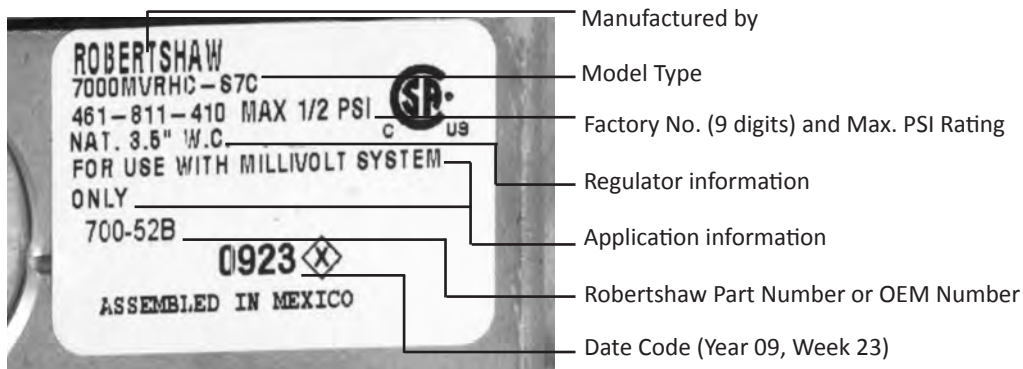 ROBERTSHAW
7000MVRHC-S7C
461-811-410 MAX 1/2 PSI
NAT. 3.5" W.C.
FOR USE WITH MILLIVOLT SYSTEM
ONLY
700-52B
0923 X
ASSEMBLED IN MEXICO
SA
C US
Manufactured by
Model Type
Factory No. (9 digits) and Max. PSI Rating
Regulator information
Application information
Robertshaw Part Number or OEM Number
Date Code (Year 09, Week 23)